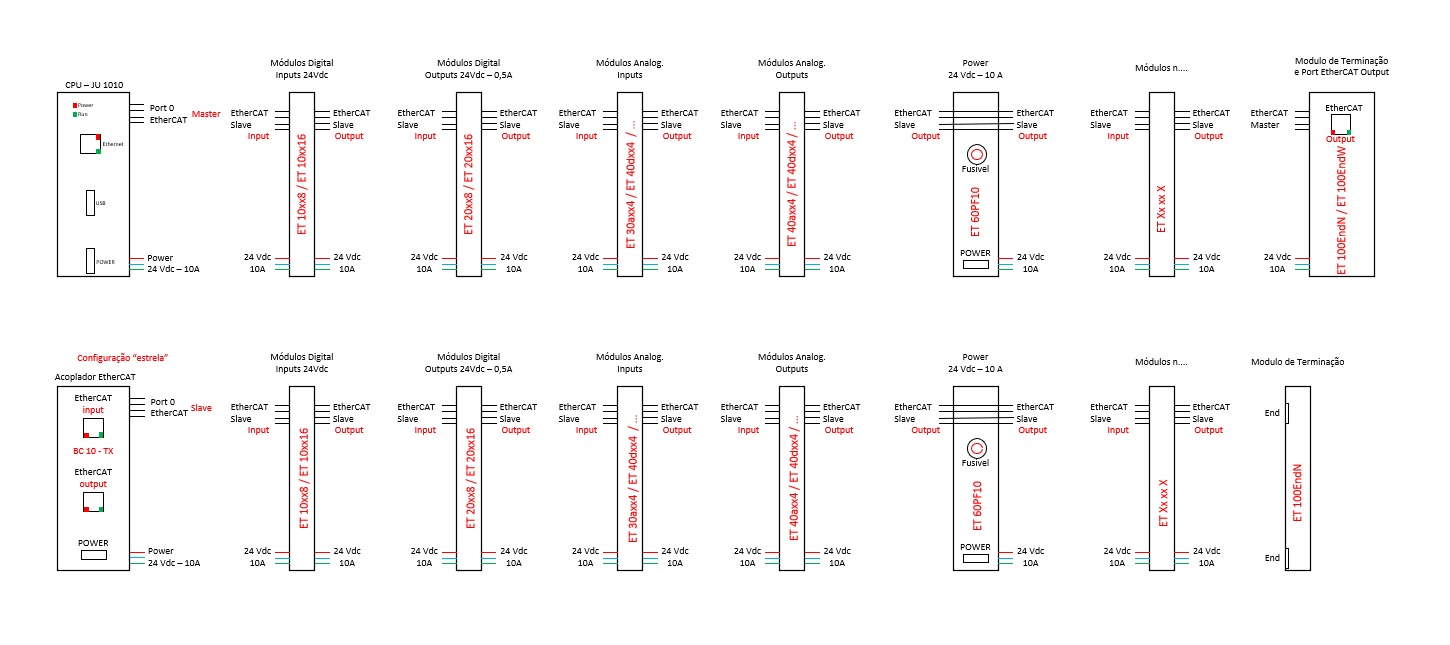 CPU – JU 1010
Power
Run
Ethernet
USB
POWER
Port 0
EtherCAT
Master
Power
24 Vdc – 10A
Módulos Digital
Inputs 24Vdc
EtherCAT
Slave
Input
ET 10xx8 / ET 10xx16
EtherCAT
Slave
Output
24 Vdc
10A
24 Vdc
10A
Módulos Digital
Outputs 24Vdc – 0,5A
EtherCAT
Slave
Input
ET 20xx8 / ET 20xx16
EtherCAT
Slave
Output
24 Vdc
10A
24 Vdc
10A
Módulos Analog.
Inputs
EtherCAT
Slave
Input
ET 30axx4 / ET 40dxx4 / ...
EtherCAT
Slave
Output
24 Vdc
10A
24 Vdc
10A
Módulos Analog.
Outputs
EtherCAT
Slave
Input
ET 40axx4 / ET 40dxx4 / ...
EtherCAT
Slave
Output
24 Vdc
10A
24 Vdc
10A
Power
24 Vdc – 10 A
EtherCAT
Slave
Output
Fusivel
ET 60PF10
POWER
EtherCAT
Slave
Output
24 Vdc
10A
Módulos n....
EtherCAT
Slave
Input
ET Xx xx X
EtherCAT
Slave
Output
24 Vdc
10A
24 Vdc
10A
Modulo de Terminação
e Port EtherCAT Output
EtherCAT
Master
EtherCAT
Output
ET 100EndN / ET 100EndW
24 Vdc
10A
Configuração “estrela”
Acoplador EtherCAT
EtherCAT
input
BC 10 - TX
EtherCAT
output
POWER
Port 0
EtherCAT
Slave
Power
24 Vdc – 10A
Módulos Digital
Inputs 24Vdc
EtherCAT
Slave
Input
ET 10xx8 / ET 10xx16
EtherCAT
Slave
Output
24 Vdc
10A
24 Vdc
10A
Módulos Digital
Outputs 24Vdc – 0,5A
EtherCAT
Slave
Input
ET 20xx8 / ET 20xx16
EtherCAT
Slave
Output
24 Vdc
10A
24 Vdc
10A
Módulos Analog.
Inputs
EtherCAT
Slave
Input
ET 30axx4 / ET 40dxx4 / ...
EtherCAT
Slave
Output
24 Vdc
10A
24 Vdc
10A
Módulos Analog.
Outputs
EtherCAT
Slave
Input
ET 40axx4 / ET 40dxx4 / ...
EtherCAT
Slave
Output
24 Vdc
10A
24 Vdc
10A
Power
24 Vdc – 10 A
EtherCAT
Slave
Output
Fusivel
ET 60PF10
POWER
EtherCAT
Slave
Output
24 Vdc
10A
Módulos n....
EtherCAT
Slave
Input
ET Xx xx X
EtherCAT
Slave
Output
24 Vdc
10A
24 Vdc
10A
Modulo de Terminação
End
ET 100EndN
End